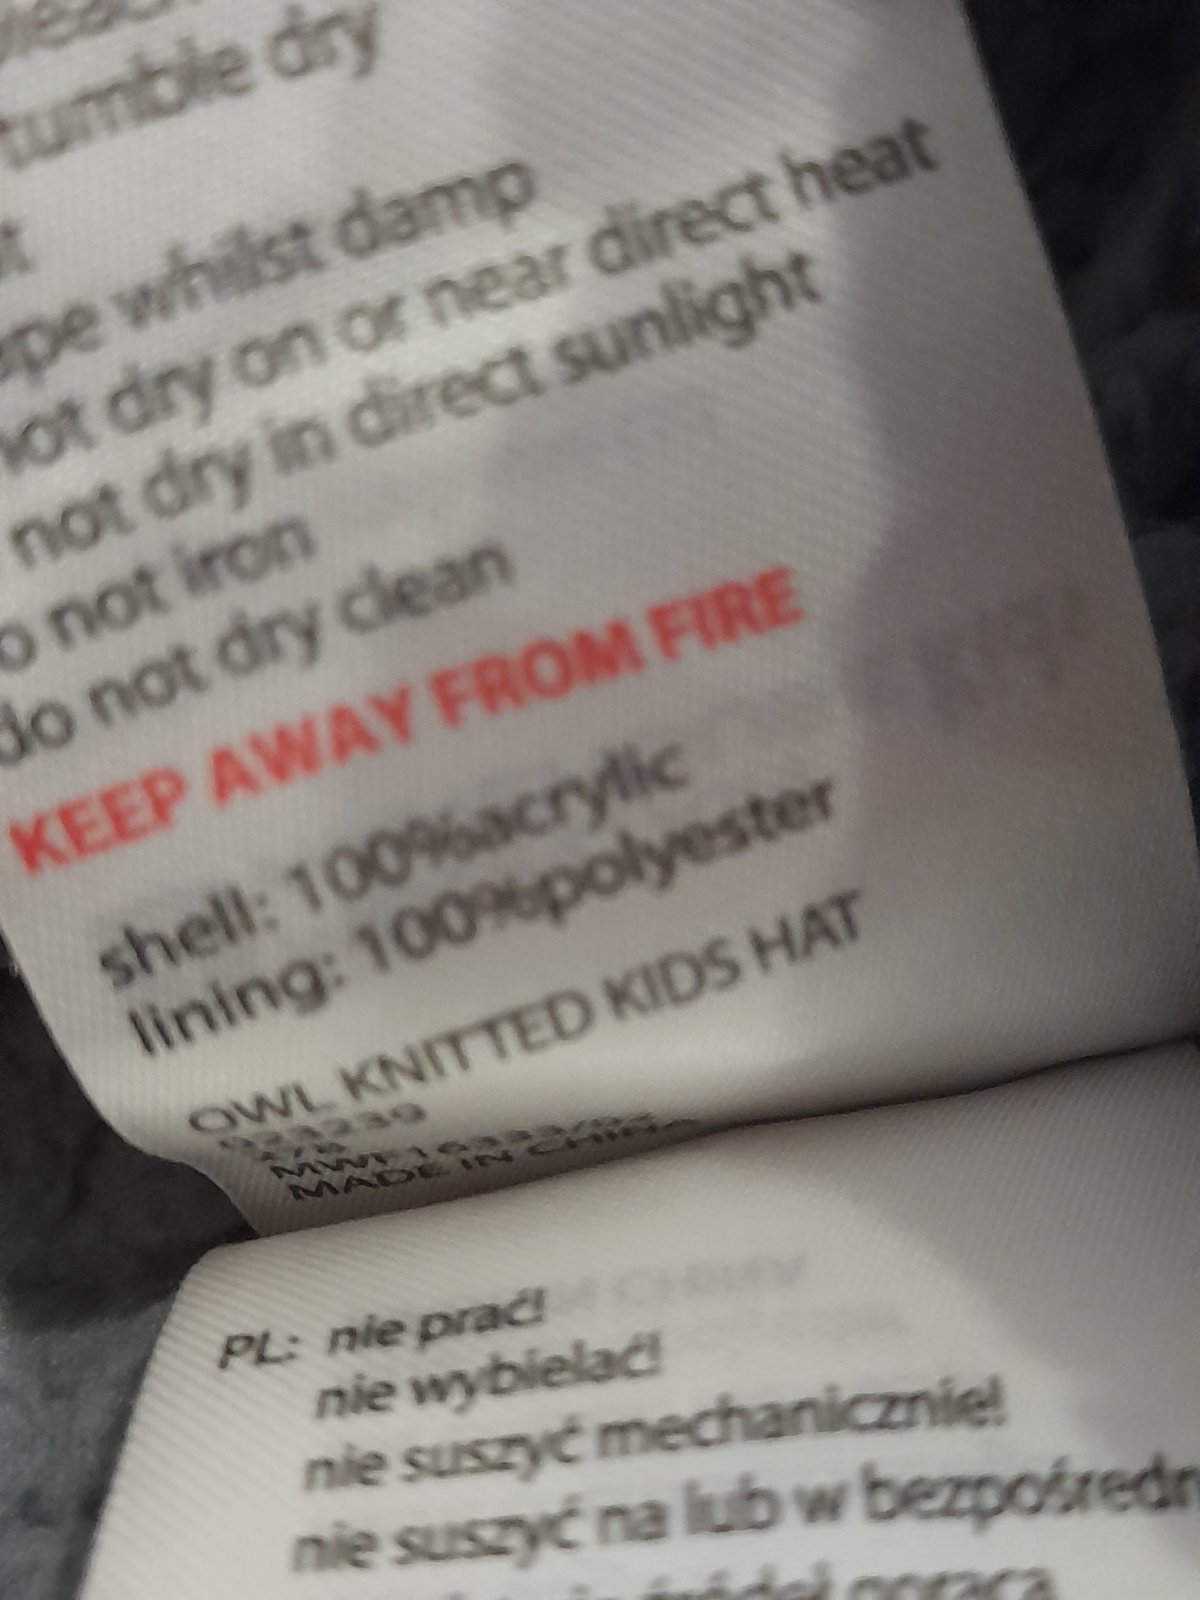 tumble dry
whilst damp
not dry on or near direct heat
not dry in direct sunlight
not iron
do not dry clean
KEEP AWAY FROM FIRE
shell: 100%acrylic
lining: 100%polyester
OWL KNITTED KIDS HAT
MADE IN CHINA
PL: nie prać!
nie wybielać!
nie suszyć mechanicznie!
nie suszyć na lub w bezpośredn